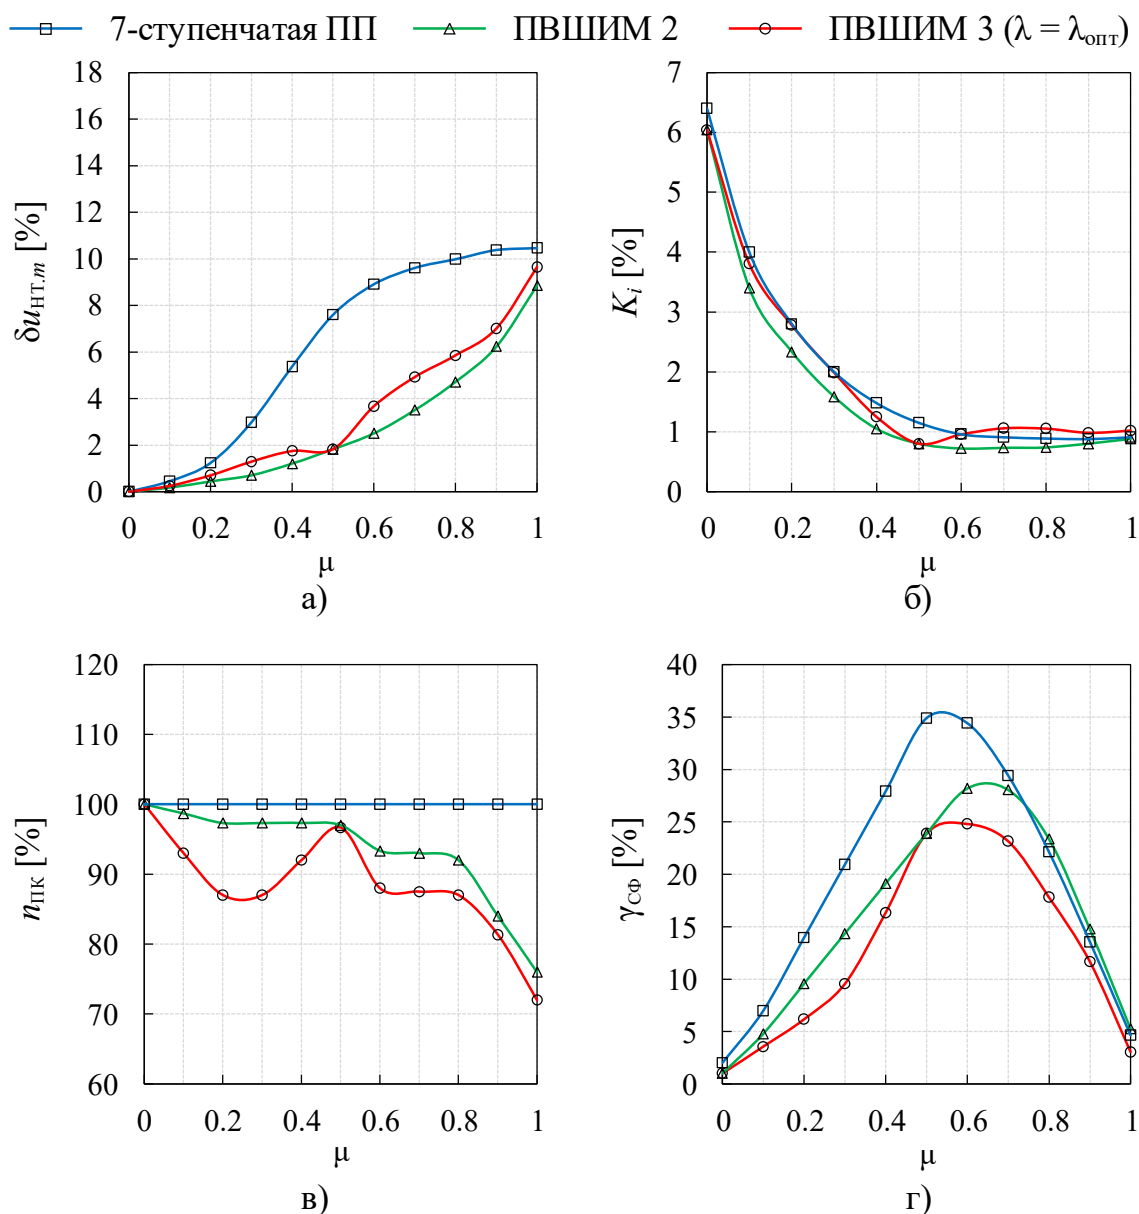 7-ступенчатая ПП ПВШИМ 2 ПВШИМ 3 (λ = λопт)
δuНТ.m [%]
18
16
14
12
10
8
6
4
2
0
0 0.2 0.4 0.6 0.8 1
μ
а)
Ki [%]
7
6
5
4
3
2
1
0
0 0.2 0.4 0.6 0.8 1
μ
б)
nПК [%]
120
110
100
90
80
70
60
0 0.2 0.4 0.6 0.8 1
μ
в)
γСФ [%]
40
35
30
25
20
15
10
5
0
0 0.2 0.4 0.6 0.8 1
μ
г)